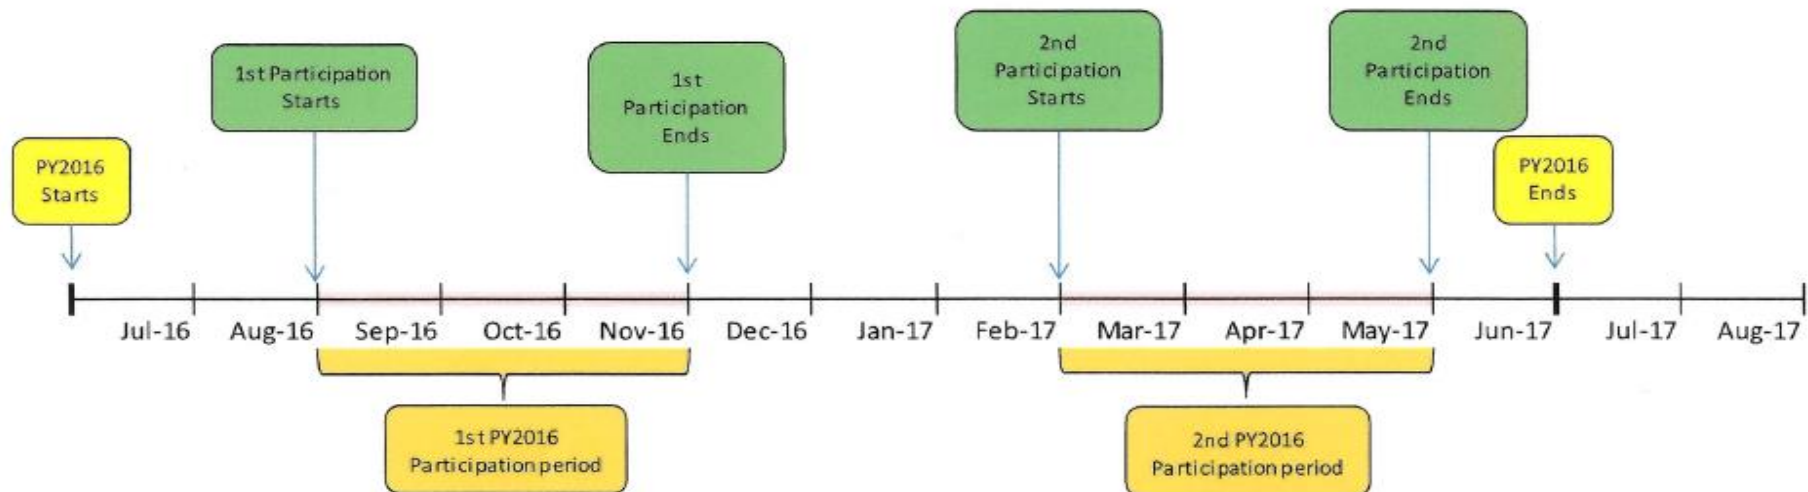 1st Participation
Starts
1st
Participation
Ends
2nd
Participation
Starts
2nd
Participation
Ends
PY2016
Starts
PY2016
Ends
Jul-16 Aug-16 Sep-16 Oct-16 Nov-16 Dec-16 Jan-17 Feb-17 Mar-17 Apr-17 May-17 Jun-17 Jul-17 Aug-17
1st PY2016
Participation period
2nd PY2016
Participation period